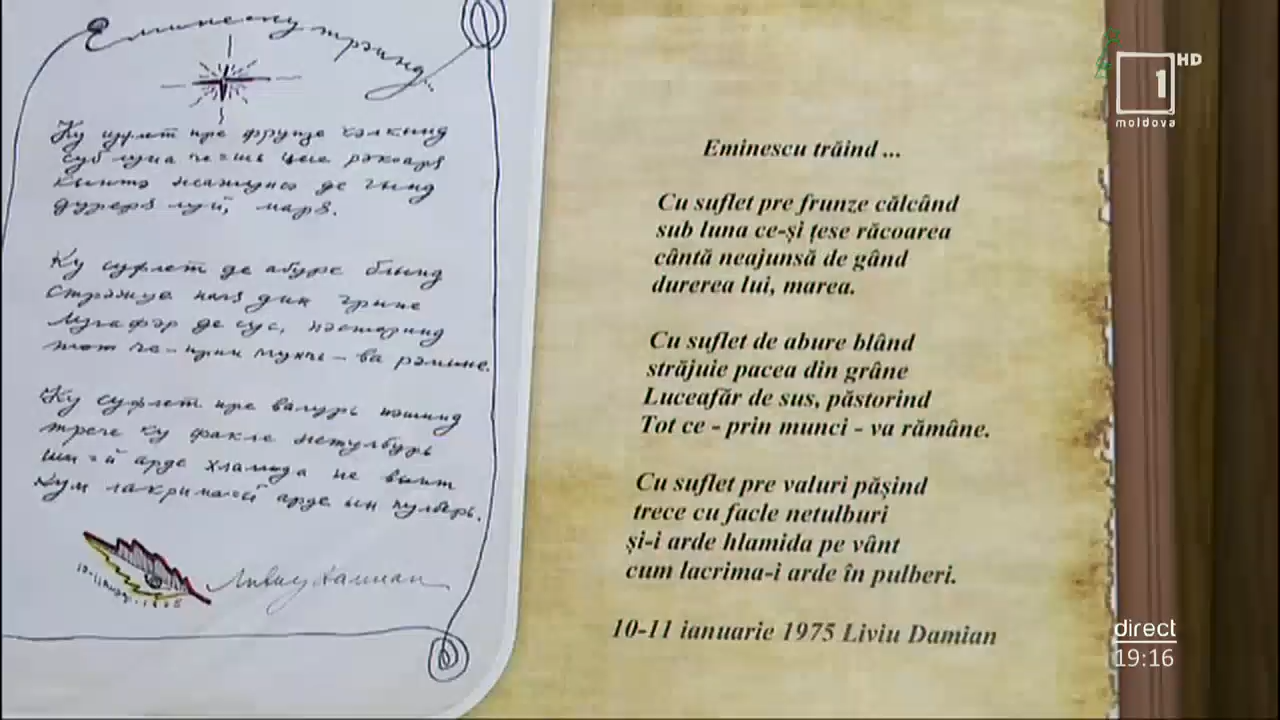 Еминеску трэинд...
Ку суфлет пре фрунзе кэлкынд
суб луна че-шь цесе рэкоаря
кынтэ неажунсэ де гынд
дуреря луй, маря.
Ку суфлет де абуре блынд
стрэжуе пачя дин грыне
Лучафэр де сус, пэсторинд
тот че - прин мунчь - ва рэмыне.
Ку суфлет пре валурь пэшинд
трече ку факле нетулбурь
ши-й арде хламида пе вынт
кум лакрима-й арде ын пулберь.
Ливиу Дамиан
Eminescu trăind ...
Cu suflet pre frunze călcând
sub luna ce-și țese răcoarea
cântă neajunsă de gând
durerea lui, marea.
Cu suflet de abure blând
străjuie pacea din grâne
Luceafăr de sus, păstorind
Tot ce - prin munci - va rămâne.
Cu suflet pre valuri pășind
trece cu facle netulburi
și-i arde hlamida pe vânt
cum lacrima-i arde în pulberi.
10-11 ianuarie 1975 Liviu Damian
1 HD
moldova
direct
19:16